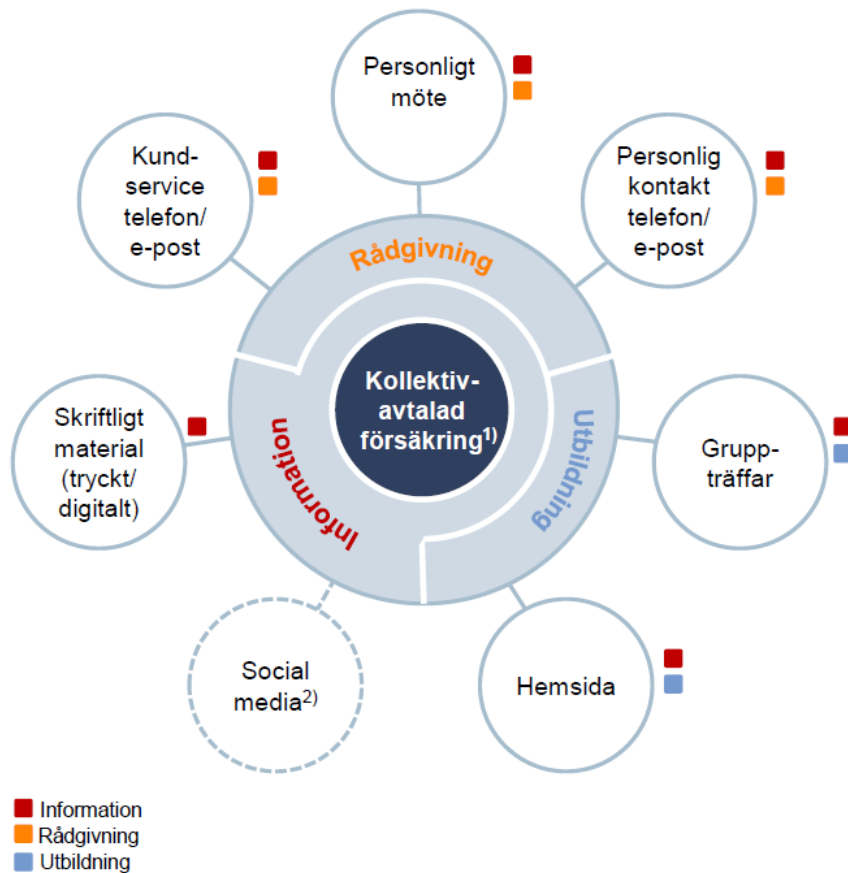 Personligt
möte
Kund-
service
telefon/
e-post
Personlig
kontakt
telefon/
e-post
Rådgivning
Kollektiv-
avtalad
försäkring1)
Information
Utbildning
Skriftligt
material
(tryckt/
digitalt)
Grupp-
träffar
Social
media2)
Hemsida
Information
Rådgivning
Utbildning